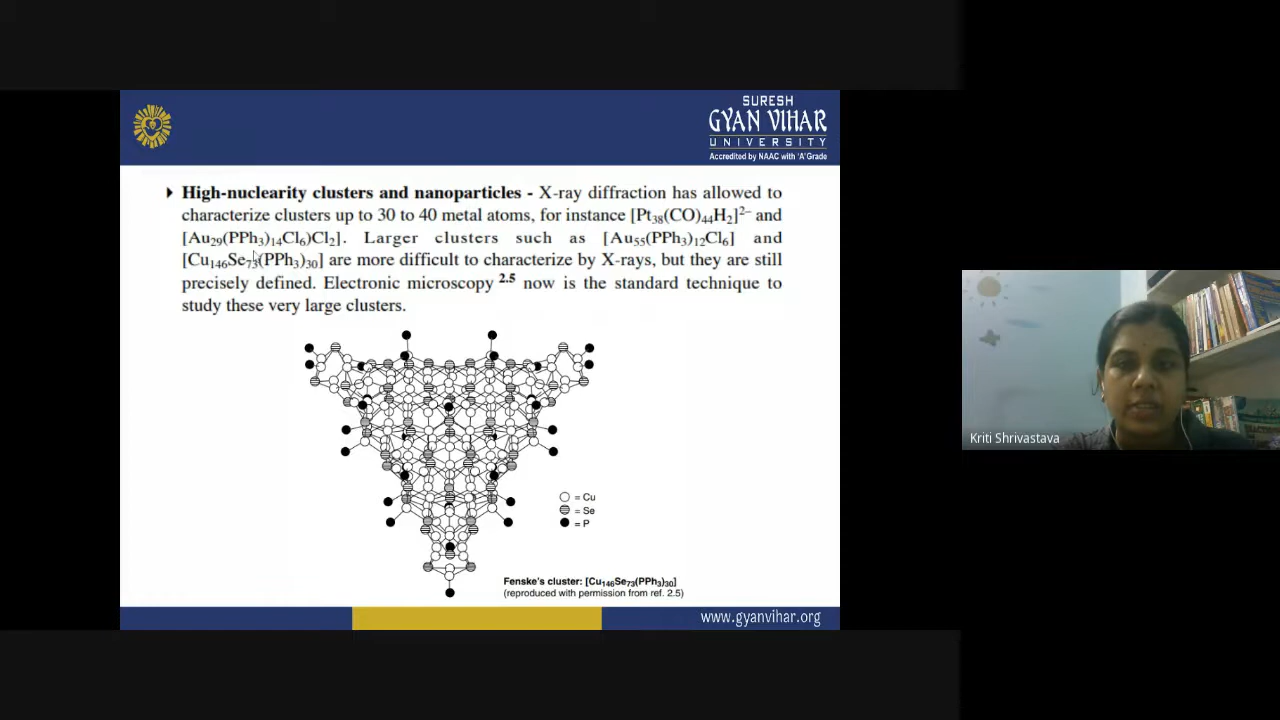 SURESH
GYAN VIHAR
UNIVERSITY
Accredited by NAAC with 'A' Grade
High-nuclearity clusters and nanoparticles - X-ray diffraction has allowed to
characterize clusters up to 30 to 40 metal atoms, for instance [Pt₃₈(CO)₄₄H₂]²⁻ and
[Au₂₉(PPh₃)₁₄Cl₆)Cl₂]. Larger clusters such as [Au₅₅(PPh₃)₁₂Cl₆] and
[Cu₁₄₆Se₇₃(PPh₃)₃₀] are more difficult to characterize by X-rays, but they are still
precisely defined. Electronic microscopy ²·⁵ now is the standard technique to
study these very large clusters.
= Cu
= Se
= P
Fenske's cluster: [Cu₁₄₆Se₇₃(PPh₃)₃₀]
(reproduced with permission from ref. 2.5)
www.gyanvihar.org
Kriti Shrivastava